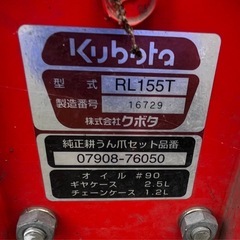 Kubota
型式 RL155T
製造番号 16729
株式会社クボタ
純正耕うん爪セット品番
07908-76050
オイル #90
ギヤケース 2.5L
チェーンケース 1.2L